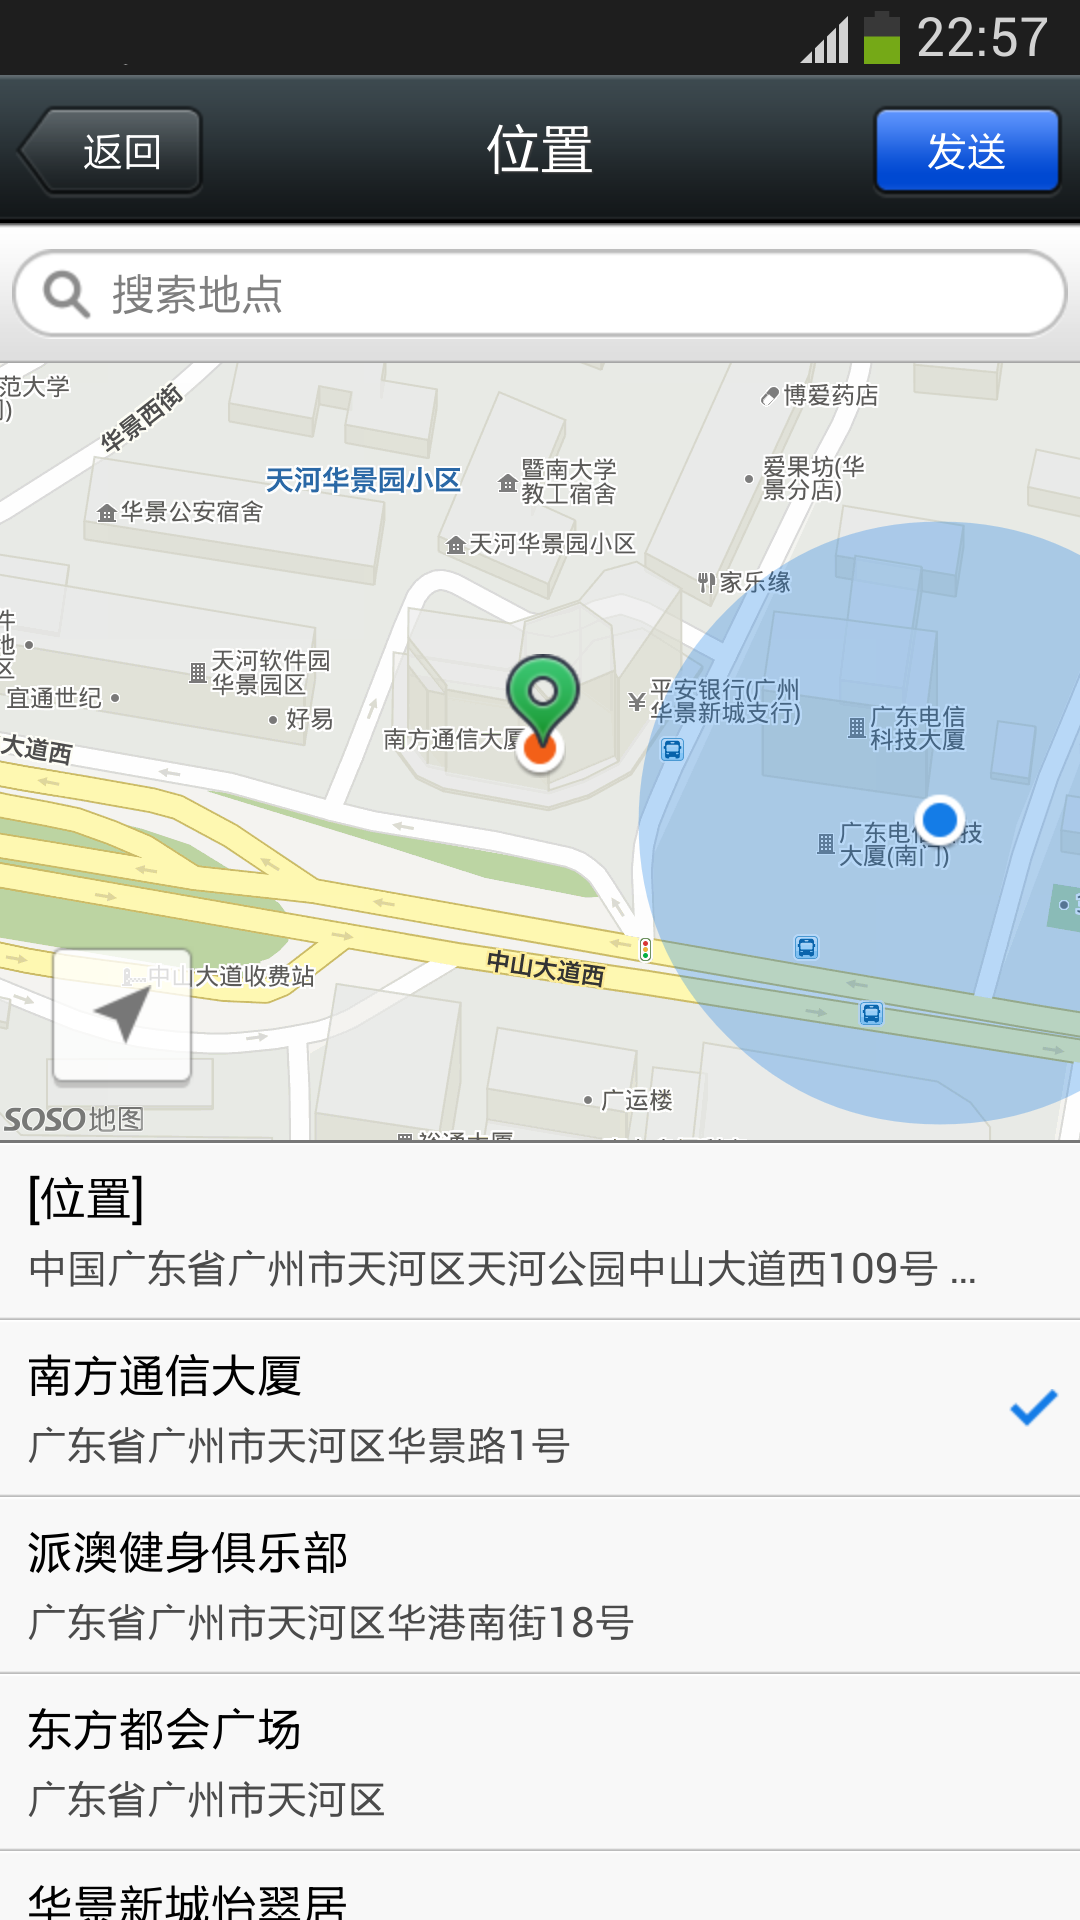 22:57
返回
位置
发送
搜索地点
范大学
华景西街
博爱药店
天河华景园小区
暨南大学
教工宿舍
爱果坊(华
景分店)
华景公安宿舍
天河华景园小区
家乐缘
件
地
区
天河软件园
华景园区
宜通世纪
好易
平安银行(广州
华景新城支行)
广东电信
科技大厦
南方通信大厦
大道西
广东电信科技
大厦(南门)
中山大道西
中山大道收费站
广运楼
SOSO地图
裕通大厦
[位置]
中国广东省广州市天河区天河公园中山大道西109号 ...
南方通信大厦
广东省广州市天河区华景路1号
派澳健身俱乐部
广东省广州市天河区华港南街18号
东方都会广场
广东省广州市天河区
华景新城怡翠居